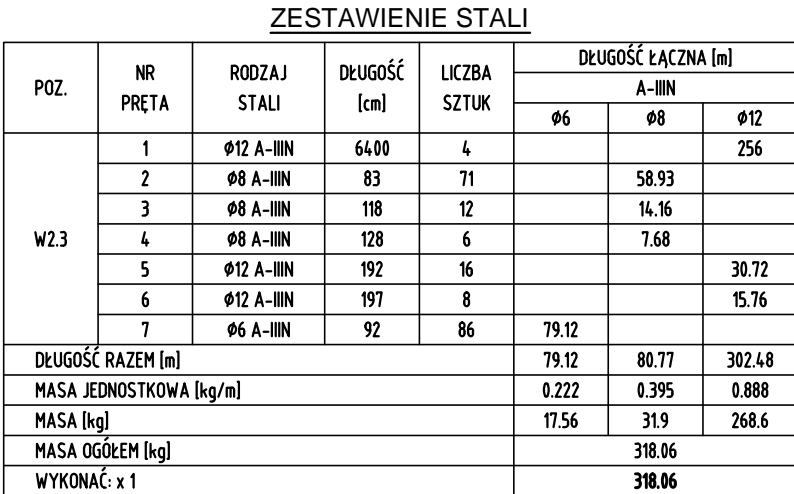 ZESTAWIENIE STALI
POZ. NR PRĘTA RODZAJ STALI DŁUGOŚĆ [cm] LICZBA SZTUK DŁUGOŚĆ ŁĄCZNA [m]
A-IIIN
ϕ6 ϕ8 ϕ12
W2.3
1 ϕ12 A-IIIN 6400 4 256
2 ϕ8 A-IIIN 83 71 58.93
3 ϕ8 A-IIIN 118 12 14.16
4 ϕ8 A-IIIN 128 6 7.68
5 ϕ12 A-IIIN 192 16 30.72
6 ϕ12 A-IIIN 197 8 15.76
7 ϕ6 A-IIIN 92 86 79.12
DŁUGOŚĆ RAZEM [m] 79.12 80.77 302.48
MASA JEDNOSTKOWA [kg/m] 0.222 0.395 0.888
MASA [kg] 17.56 31.9 268.6
MASA OGÓŁEM [kg] 318.06
WYKONAĆ: x 1 318.06